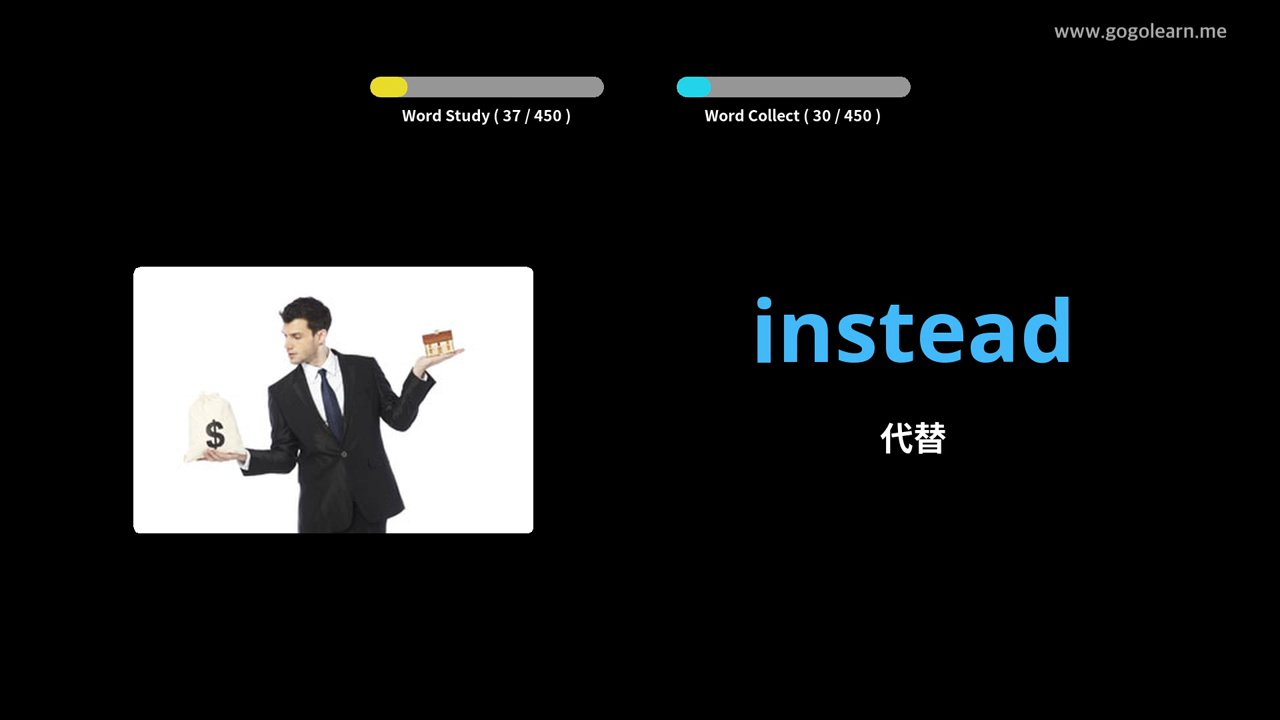 www.gogolearn.me
Word Study ( 37 / 450 )
Word Collect ( 30 / 450 )
instead
代替
$